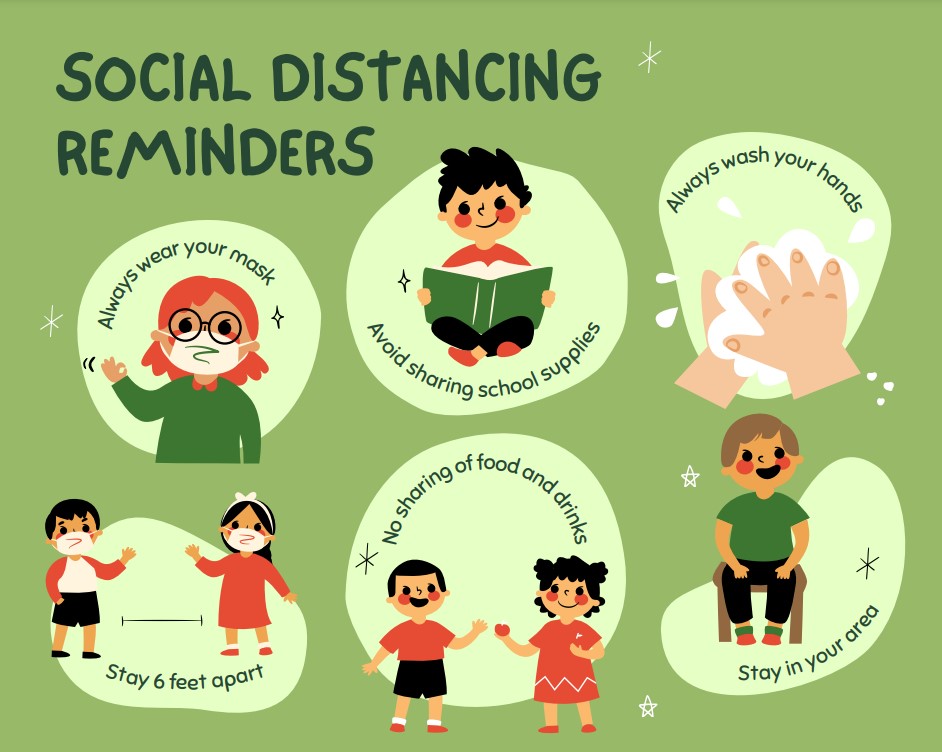 SOCIAL DISTANCING
REMINDERS
Always wear your mask
Avoid sharing school supplies
Always wash your hands
Stay 6 feet apart
No sharing of food and drinks
Stay in your area